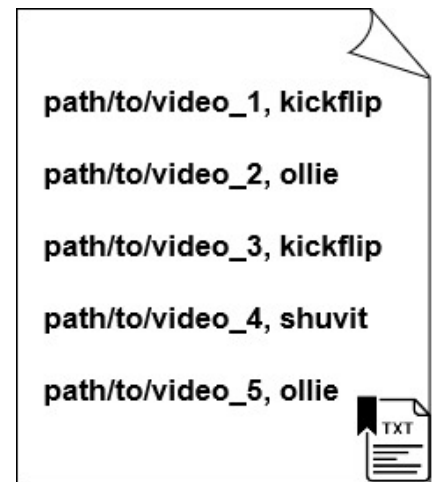 path/to/video_1, kickflip
path/to/video_2, ollie
path/to/video_3, kickflip
path/to/video_4, shuvit
path/to/video_5, ollie
TXT